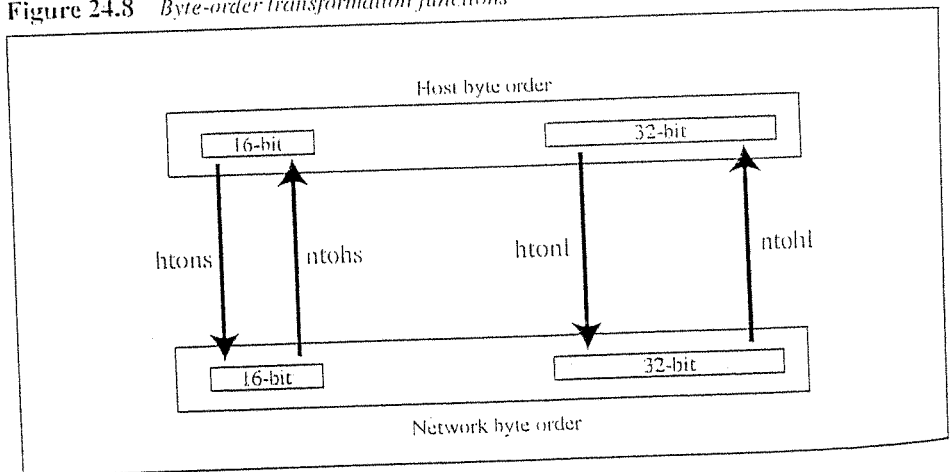 Figure 24.8 Byte-order transformation functions
Host byte order
16-bit
32-bit
htons
ntohs
htonl
ntohl
16-bit
32-bit
Network byte order